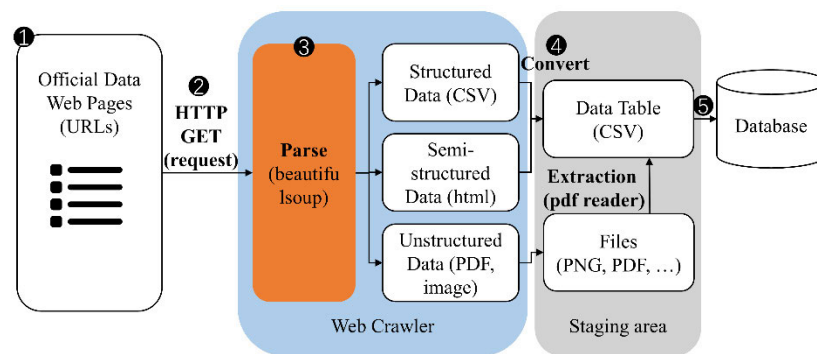 1
Official Data
Web Pages
(URLs)
2
HTTP
GET
(request)
3
Parse
(beautifu
lsoup)
Structured
Data (CSV)
Semi-
structured
Data (html)
Unstructured
Data (PDF,
image)
Web Crawler
4
Convert
Data Table
(CSV)
Extraction
(pdf reader)
Files
(PNG, PDF, …)
Staging area
5
Database